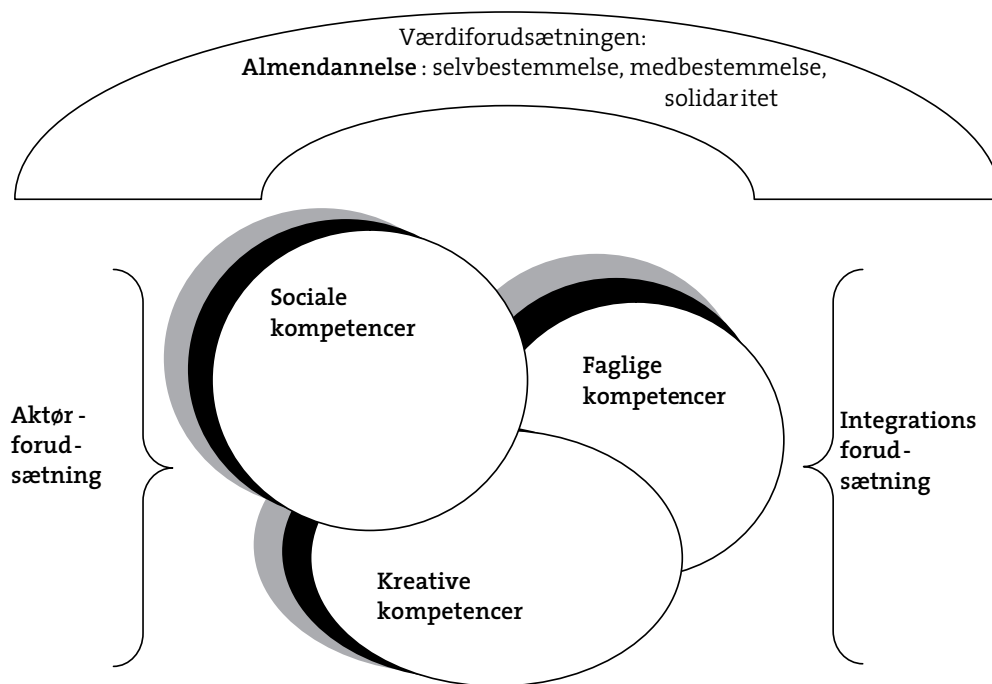 Værdiforudsætningen:
Almendannelse : selvbestemmelse, medbestemmelse,
solidaritet
Sociale
kompetencer
Faglige
kompetencer
Aktør -
forud-
sætning
Integrations
forud-
sætning
Kreative
kompetencer